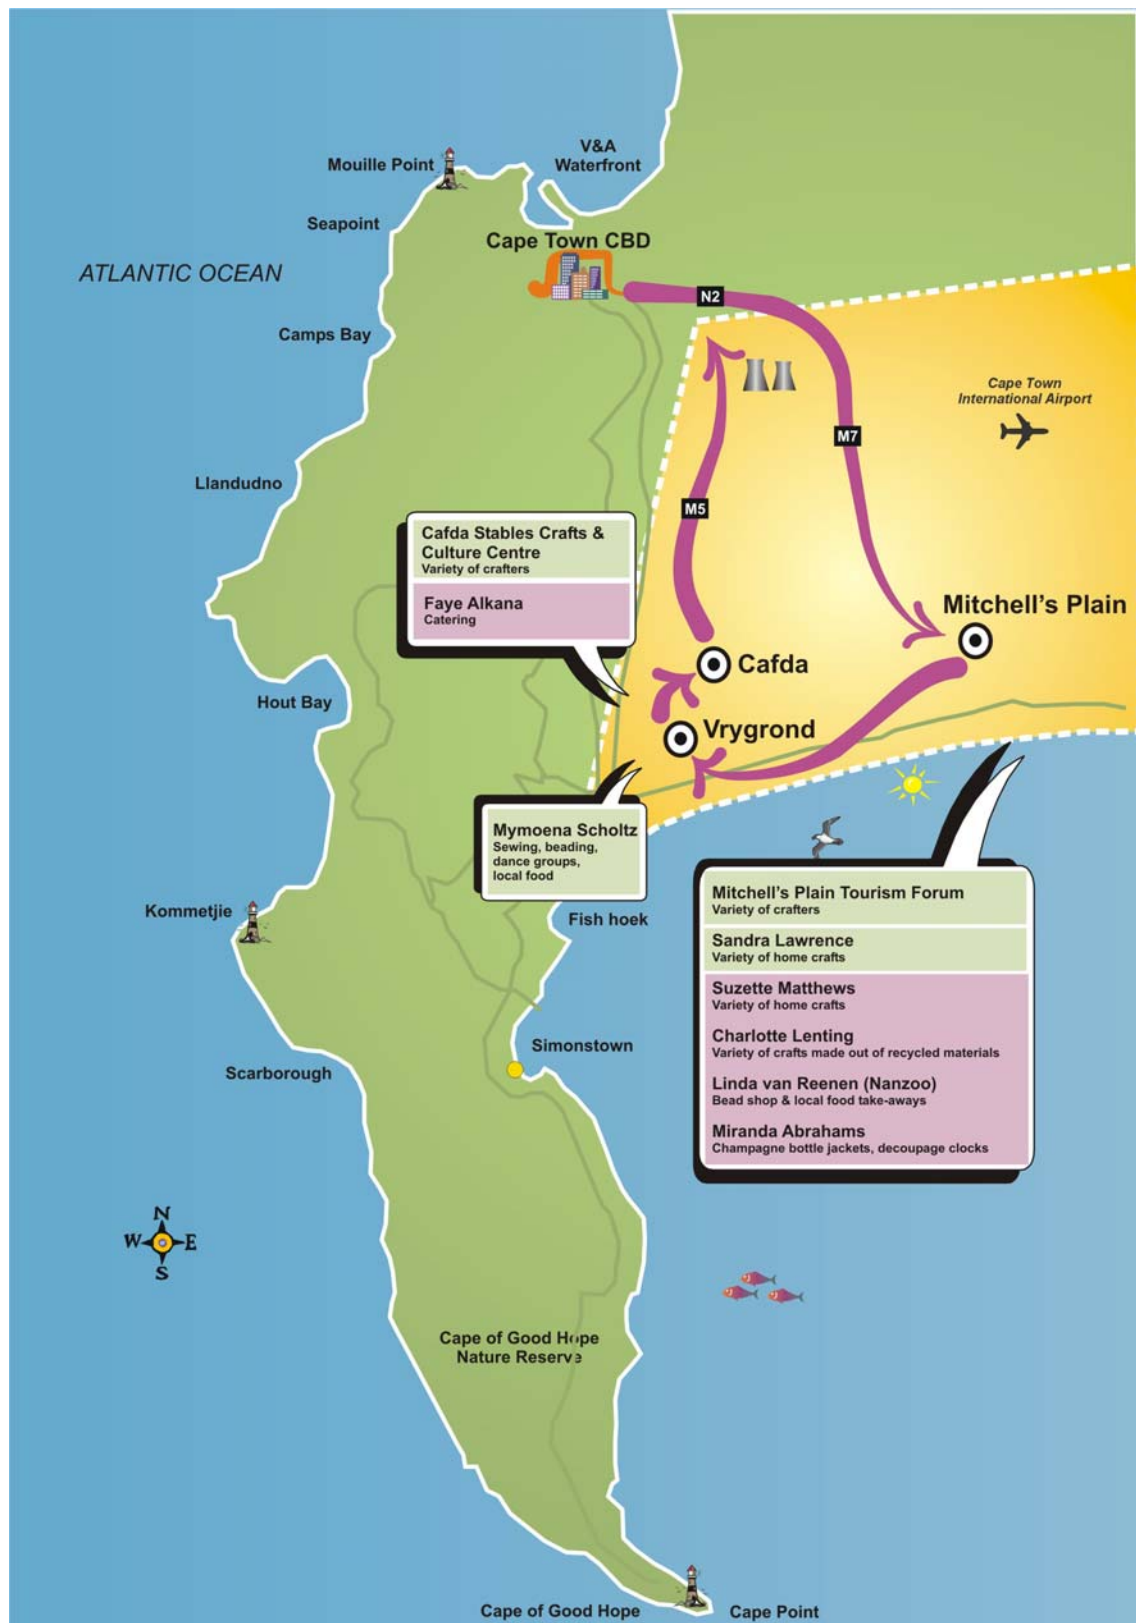 V&A
Waterfront
Mouille Point
Seapoint
Cape Town CBD
ATLANTIC OCEAN
N2
Camps Bay
Cape Town
International Airport
M7
Llandudno
M5
Cafda Stables Crafts &
Culture Centre
Variety of crafters
Faye Alkana
Catering
Mitchell's Plain
Cafda
Hout Bay
Vrygrond
Mymoena Scholtz
Sewing, beading,
dance groups,
local food
Mitchell's Plain Tourism Forum
Variety of crafters
Sandra Lawrence
Variety of home crafts
Suzette Matthews
Variety of home crafts
Charlotte Lenting
Variety of crafts made out of recycled materials
Linda van Reenen (Nanzoo)
Bead shop & local food take-aways
Miranda Abrahams
Champagne bottle jackets, decoupage clocks
Kommetjie
Fish hoek
Simonstown
Scarborough
N
W
E
S
Cape of Good Hope
Nature Reserve
Cape of Good Hope
Cape Point